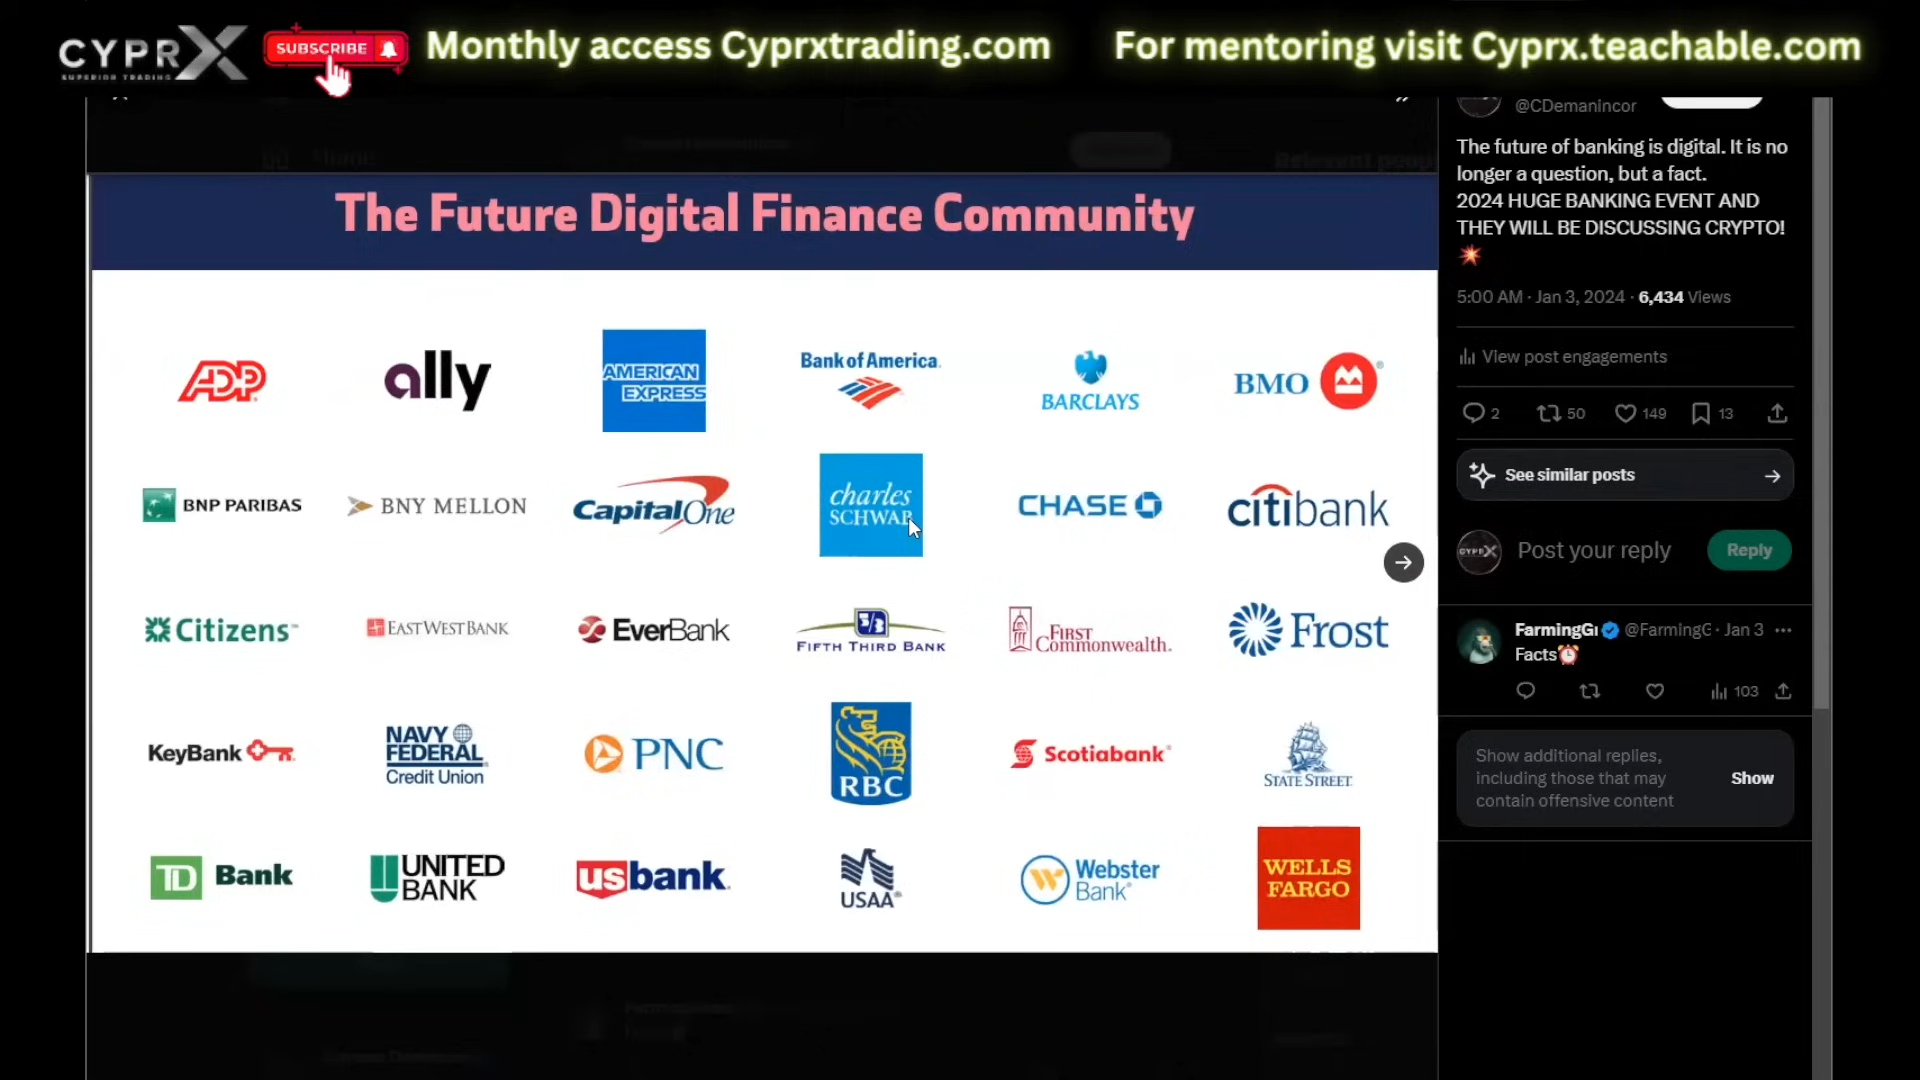 CYPRX
SUPERIOR TRADING
SUBSCRIBE
Monthly access Cyprxtrading.com
For mentoring visit Cyprx.teachable.com
The Future Digital Finance Community
ADP
ally
AMERICAN
EXPRESS
Bank of America
BARCLAYS
BMO
BNP PARIBAS
BNY MELLON
Capital One
charles
SCHWAB
CHASE
citibank
Citizens™
EASTWESTBANK
EverBank
5/3
FIFTH THIRD BANK
FIRST
Commonwealth.
Frost
KeyBank
NAVY
FEDERAL
Credit Union
PNC
RBC
Scotiabank®
STATE STREET
TD Bank
UNITED
BANK
usbank.
USAA®
Webster
Bank®
WELLS
FARGO
@CDemanincor
The future of banking is digital. It is no
longer a question, but a fact.
2024 HUGE BANKING EVENT AND
THEY WILL BE DISCUSSING CRYPTO!
💥
5:00 AM · Jan 3, 2024 · 6,434 Views
View post engagements
2 50 149 13
See similar posts
CYPRX
Post your reply
Reply
FarmingG @FarmingG · Jan 3 ···
Facts⏰
103
Show additional replies,
including those that may
contain offensive content
Show